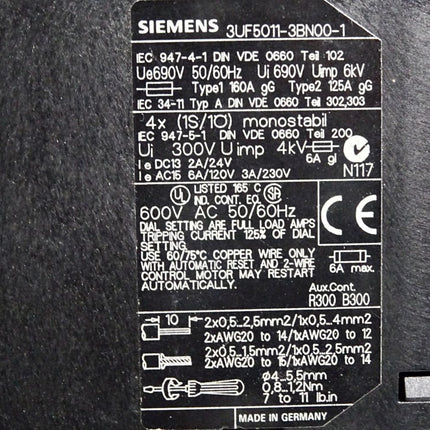 SIEMENS 3UF5011-3BN00-1
IEC 947-4-1 DIN VDE 0660 Teil 102
Ue690V 50/60Hz Ui 690V Uimp 6kV
Type1 160A gG Type2 125A gG
IEC 34-11 Typ A DIN VDE 0660 Teil 302,303
4x (1S/1Ö) monostabil
IEC 947-5-1 DIN VDE 0660 Teil 200
Ui 300V Uimp 4kV 6A gl
Ie DC13 2A/24V
Ie AC15 6A/120V 3A/230V
N117
UL LISTED 165 C
IND. CONT. EQ. SA
600V AC 50/60Hz
DIAL SETTING ARE FULL LOAD AMPS
TRIPPING CURRENT 125% OF DIAL
SETTING.
USE 60/75°C COPPER WIRE ONLY
WITH AUTOMATIC RESET AND 2-WIRE
CONTROL MOTOR MAY RESTART
AUTOMATICALLY.
CE
6A max.
Aux.Cont.
R300 B300
10
2x0,5...2,5mm2/1x0,5...4mm2
2xAWG20 to 14/1xAWG20 to 12
2x0,5...1,5mm2/1x0,5...2,5mm2
2xAWG20 to 15/1xAWG20 to 14
Ø4...5,5mm
0,8...1,2Nm
7 to 11 lb.in
MADE IN GERMANY